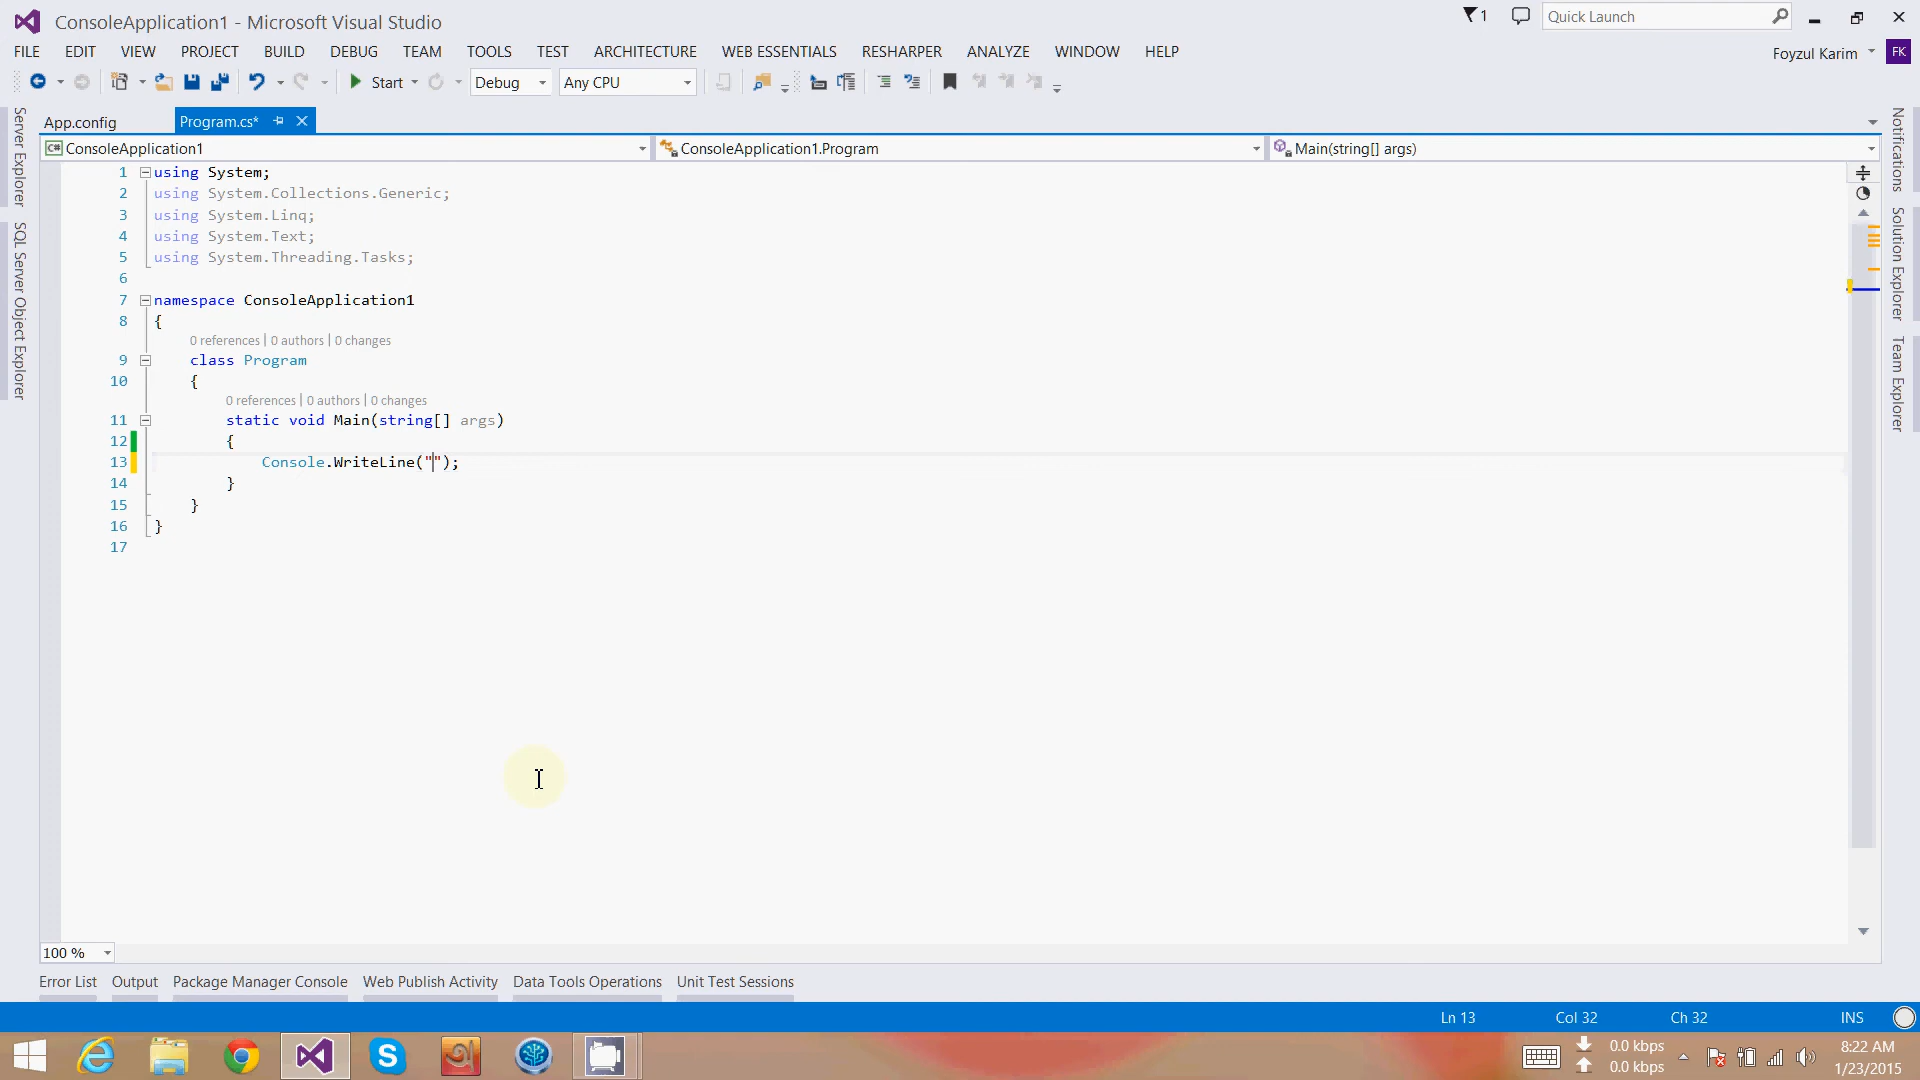 ConsoleApplication1 - Microsoft Visual Studio
1
Quick Launch
FILE EDIT VIEW PROJECT BUILD DEBUG TEAM TOOLS TEST ARCHITECTURE WEB ESSENTIALS RESHARPER ANALYZE WINDOW HELP
Foyzul Karim FK
Start Debug Any CPU
App.config Program.cs*
C# ConsoleApplication1 ConsoleApplication1.Program Main(string[] args)
1 using System;
2 using System.Collections.Generic;
3 using System.Linq;
4 using System.Text;
5 using System.Threading.Tasks;
6
7 namespace ConsoleApplication1
8 {
0 references | 0 authors | 0 changes
9 class Program
10 {
0 references | 0 authors | 0 changes
11 static void Main(string[] args)
12 {
13 Console.WriteLine("");
14 }
15 }
16 }
17
Server Explorer
SQL Server Object Explorer
Notifications
Solution Explorer
Team Explorer
100 %
Error List Output Package Manager Console Web Publish Activity Data Tools Operations Unit Test Sessions
Ln 13 Col 32 Ch 32 INS
0.0 kbps
0.0 kbps
8:22 AM
1/23/2015